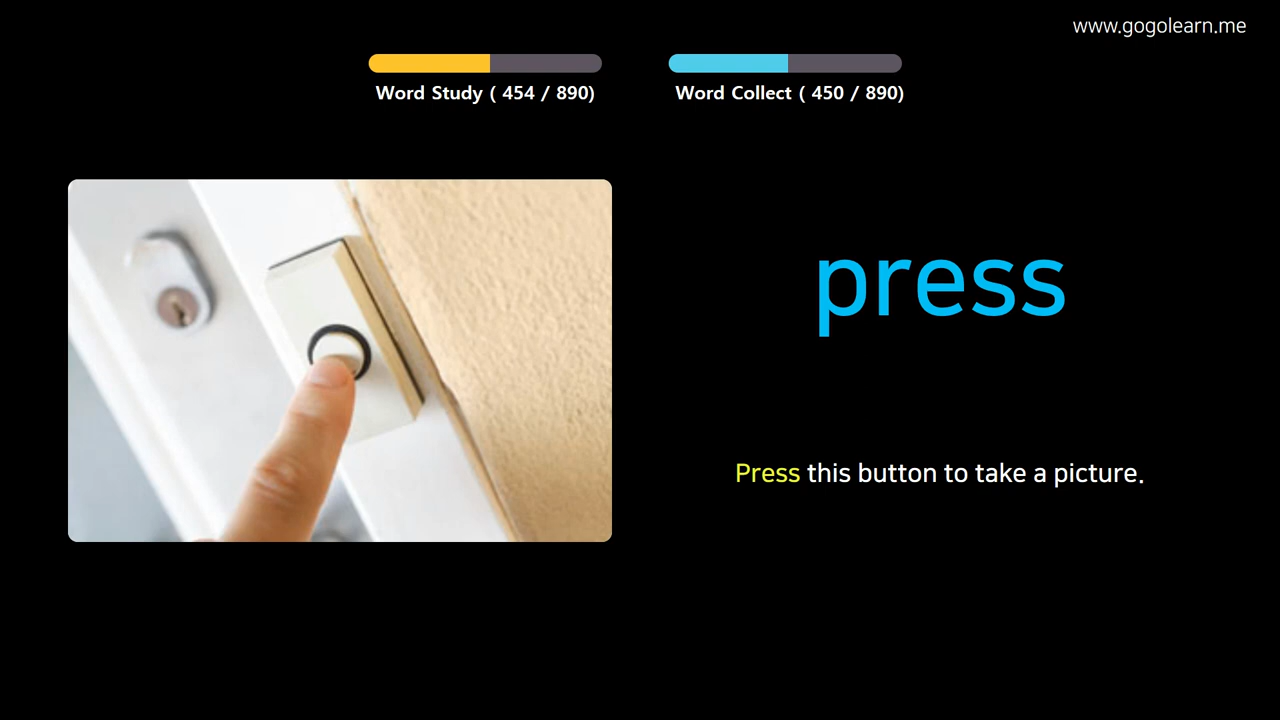 www.gogolearn.me
Word Study ( 454 / 890)
Word Collect ( 450 / 890)
press
Press this button to take a picture.